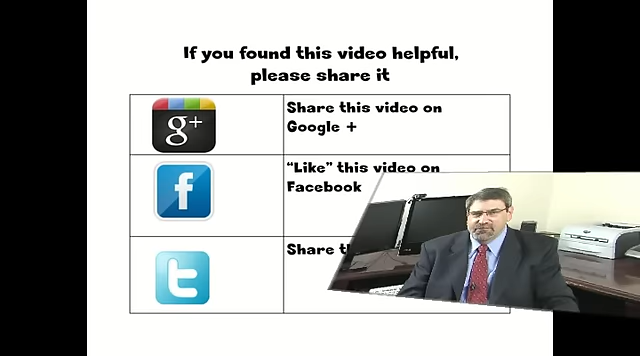 If you found this video helpful,
please share it
g+
Share this video on
Google +
f
“Like” this video on
Facebook
t
Share